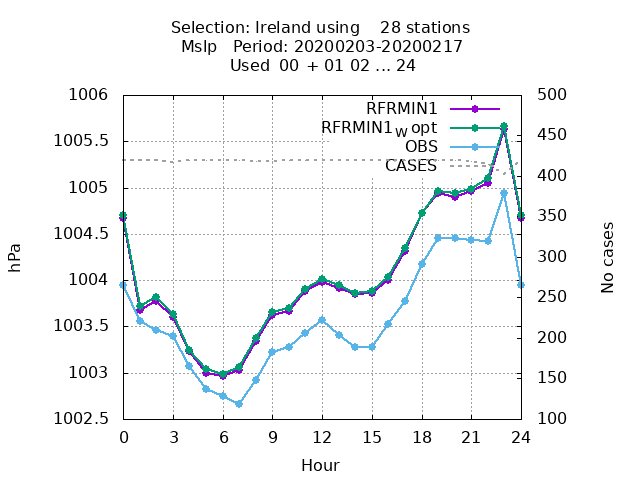 Selection: Ireland using    28 stations
Mslp   Period: 20200203-20200217
Used  00 + 01 02 ... 24
RFRMIN1
RFRMIN1W opt
OBS
CASES
hPa
1006
1005.5
1005
1004.5
1004
1003.5
1003
1002.5
500
450
400
350
300
250
200
150
100
No cases
0 3 6 9 12 15 18 21 24
Hour